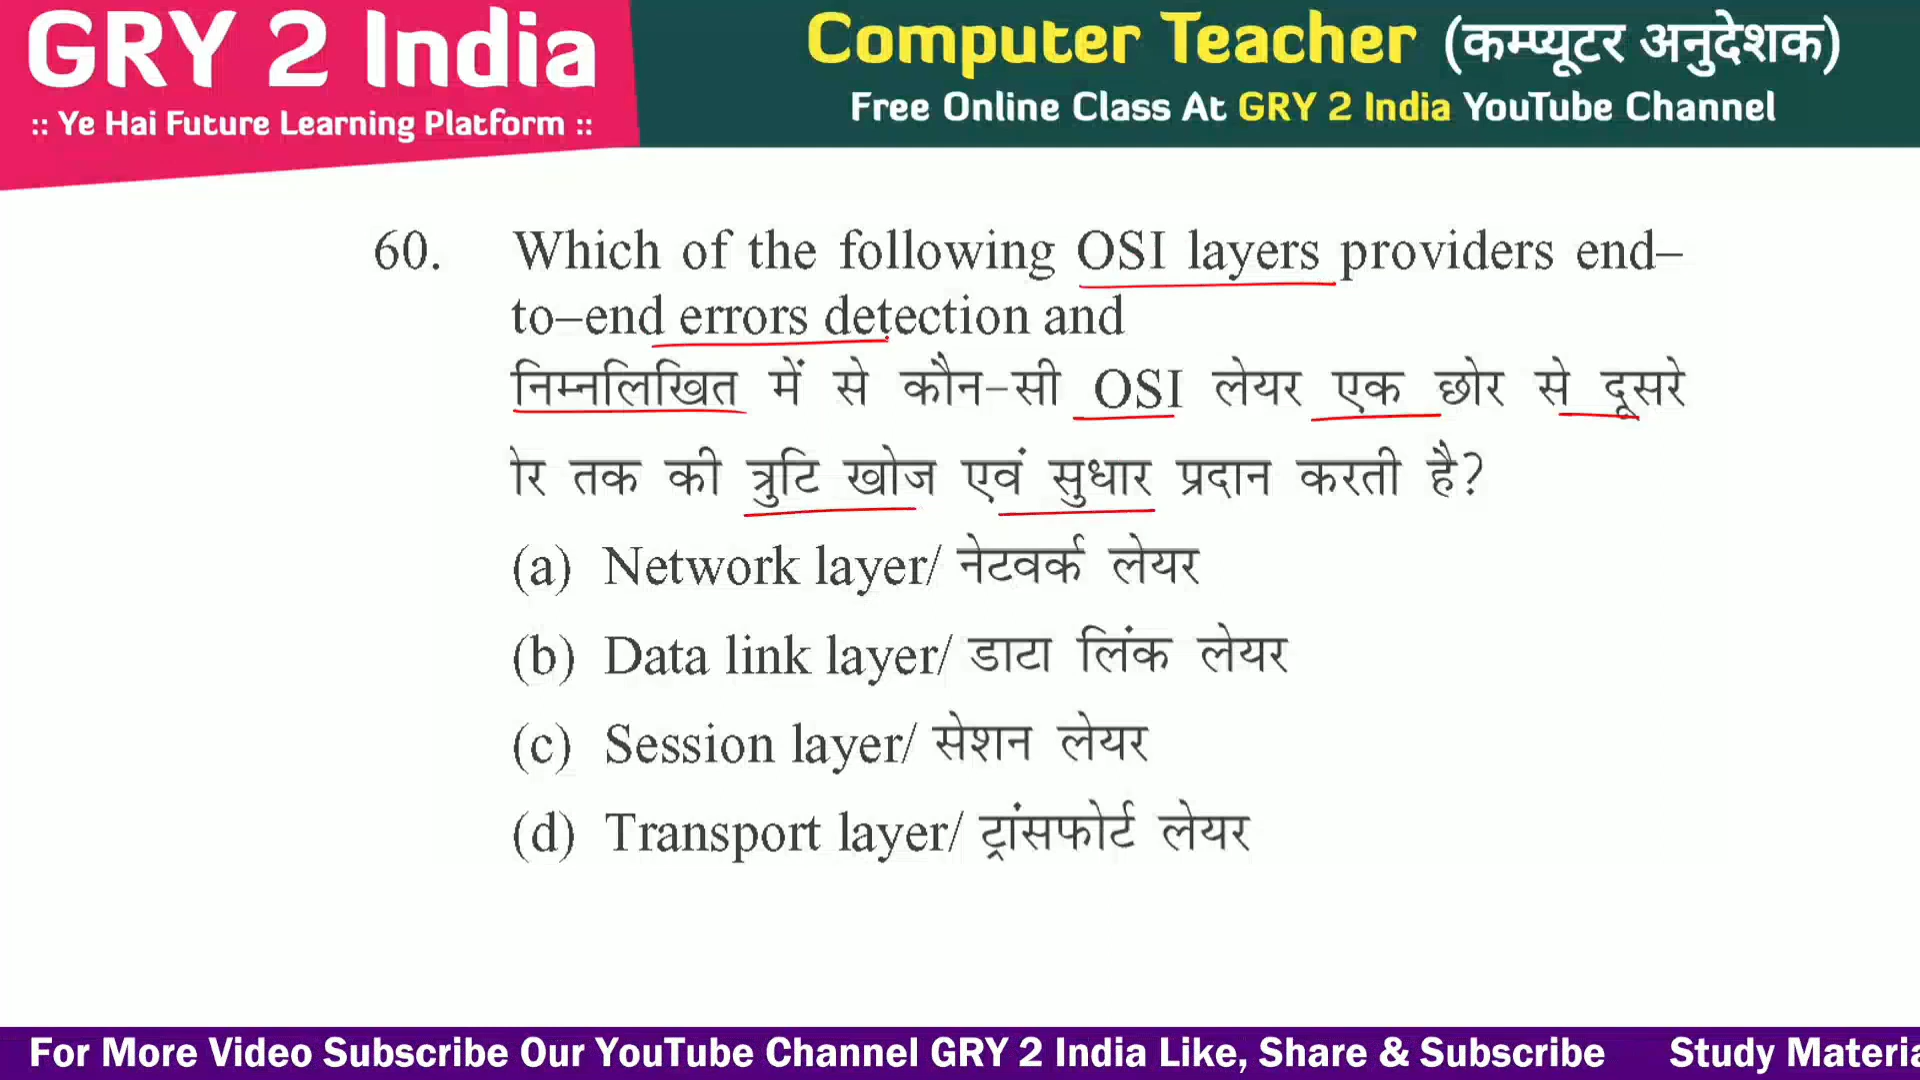 GRY 2 India
:: Ye Hai Future Learning Platform ::
Computer Teacher (कम्प्यूटर अनुदेशक)
Free Online Class At GRY 2 India YouTube Channel
60. Which of the following OSI layers providers end–
to–end errors detection and
निम्नलिखित में से कौन-सी OSI लेयर एक छोर से दूसरे
ोर तक की त्रुटि खोज एवं सुधार प्रदान करती है?
(a) Network layer/ नेटवर्क लेयर
(b) Data link layer/ डाटा लिंक लेयर
(c) Session layer/ सेशन लेयर
(d) Transport layer/ ट्रांसफोर्ट लेयर
For More Video Subscribe Our YouTube Channel GRY 2 India Like, Share & Subscribe Study Materia